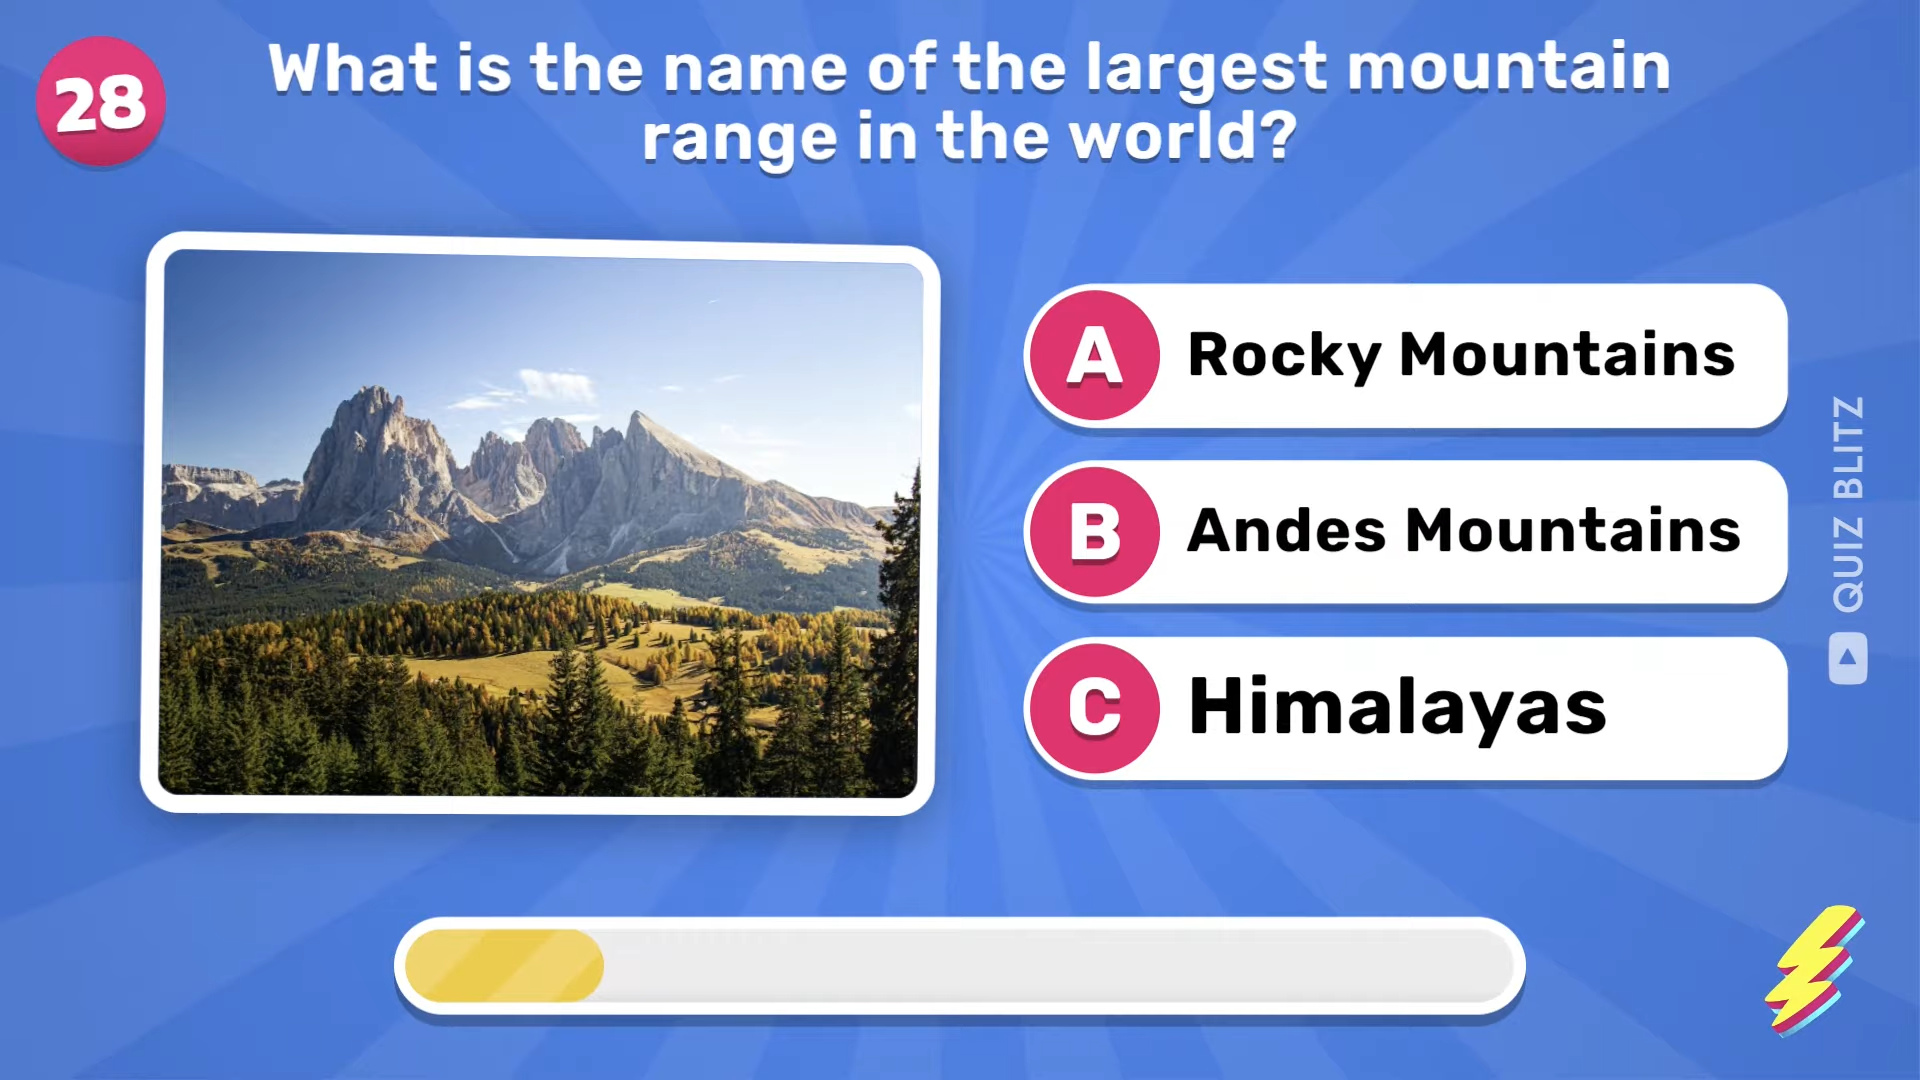 28
What is the name of the largest mountain
range in the world?
A Rocky Mountains
B Andes Mountains
C Himalayas
QUIZ BLITZ